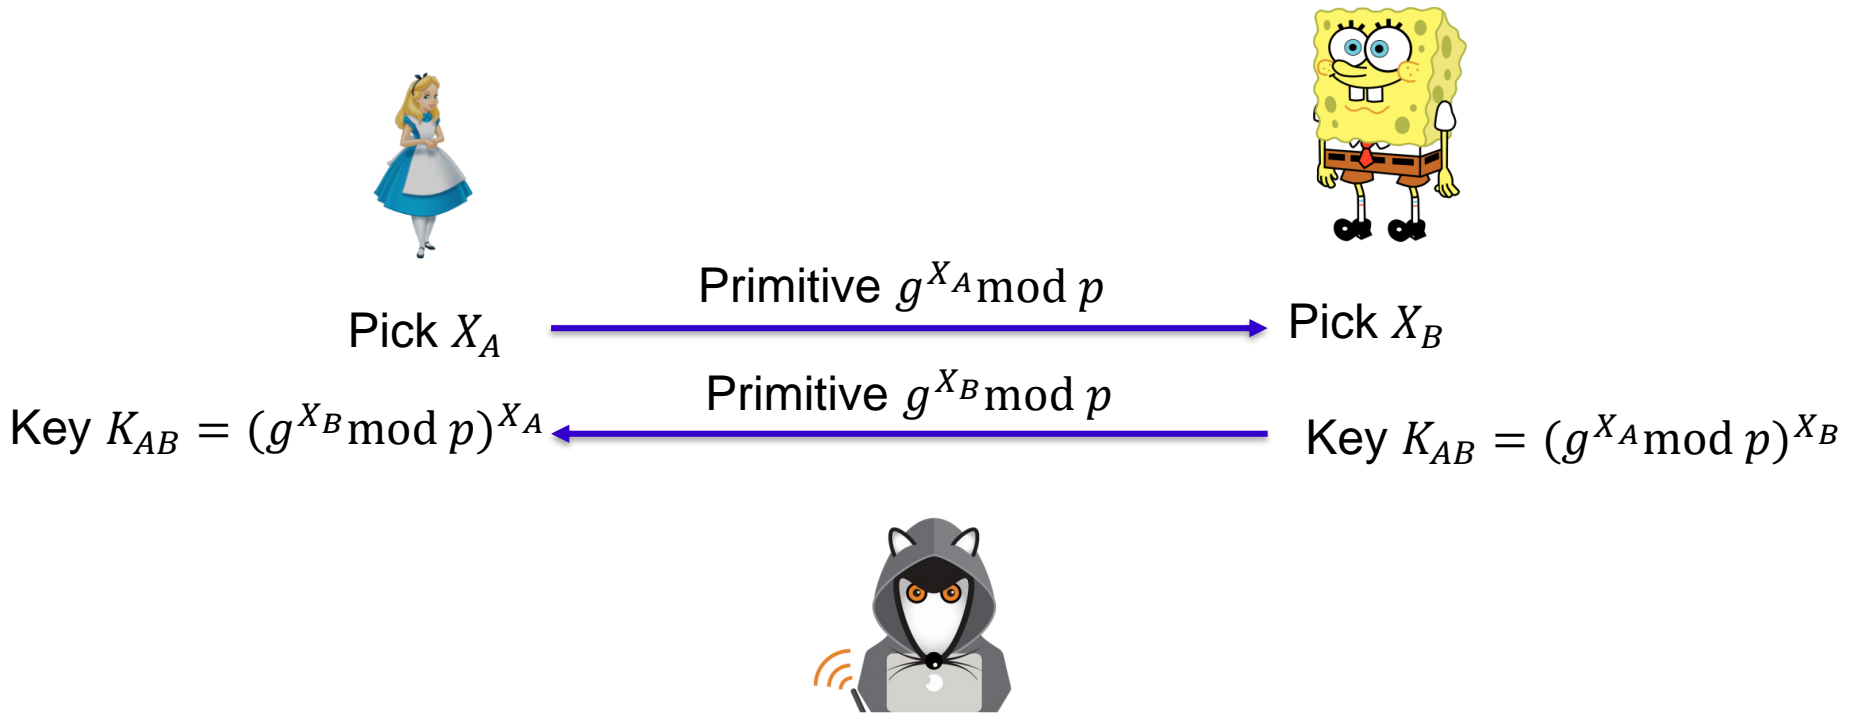 Primitive g^{X_A} mod p
Pick X_A
Pick X_B
Primitive g^{X_B} mod p
Key K_{AB} = (g^{X_B} mod p)^{X_A}
Key K_{AB} = (g^{X_A} mod p)^{X_B}